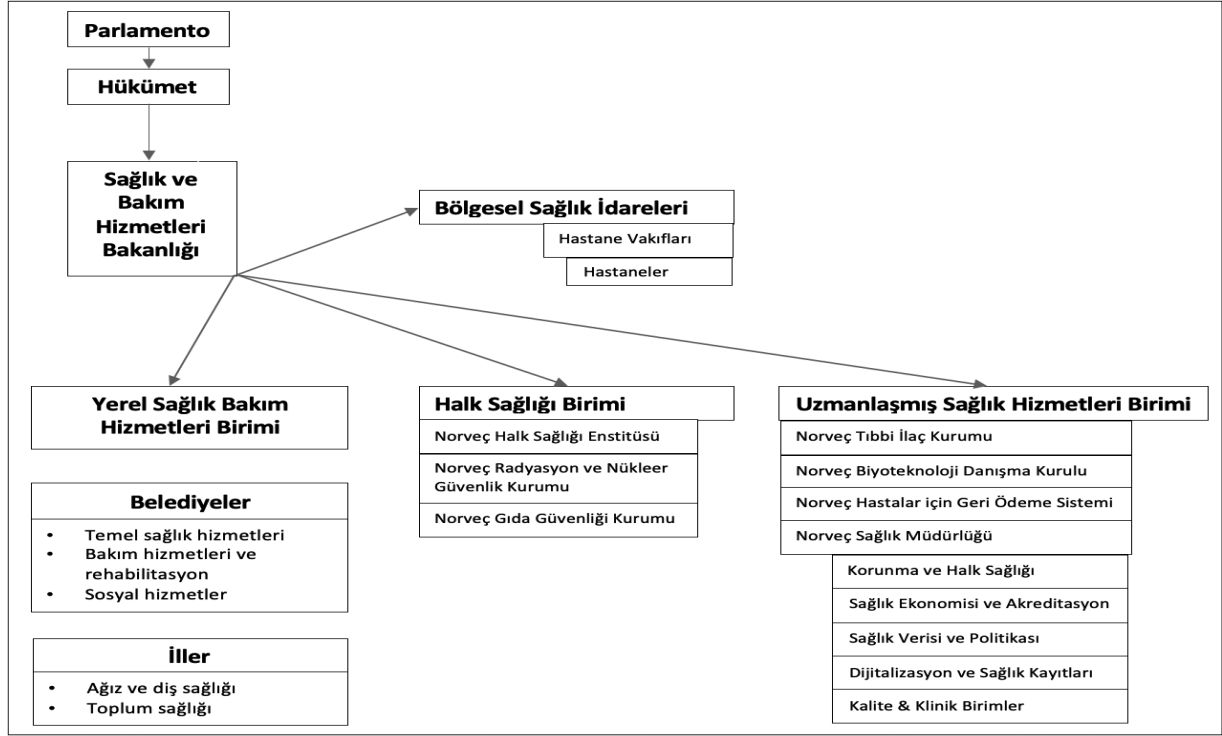 Parlamento
Hükümet
Sağlık ve
Bakım
Hizmetleri
Bakanlığı
Bölgesel Sağlık İdareleri
Hastane Vakıfları
Hastaneler
Yerel Sağlık Bakım
Hizmetleri Birimi
Belediyeler
• Temel sağlık hizmetleri
• Bakım hizmetleri ve
rehabilitasyon
• Sosyal hizmetler
İller
• Ağız ve diş sağlığı
• Toplum sağlığı
Halk Sağlığı Birimi
Norveç Halk Sağlığı Enstitüsü
Norveç Radyasyon ve Nükleer
Güvenlik Kurumu
Norveç Gıda Güvenliği Kurumu
Uzmanlaşmış Sağlık Hizmetleri Birimi
Norveç Tıbbi İlaç Kurumu
Norveç Biyoteknoloji Danışma Kurulu
Norveç Hastalar için Geri Ödeme Sistemi
Norveç Sağlık Müdürlüğü
Korunma ve Halk Sağlığı
Sağlık Ekonomisi ve Akreditasyon
Sağlık Verisi ve Politikası
Dijitalizasyon ve Sağlık Kayıtları
Kalite & Klinik Birimler